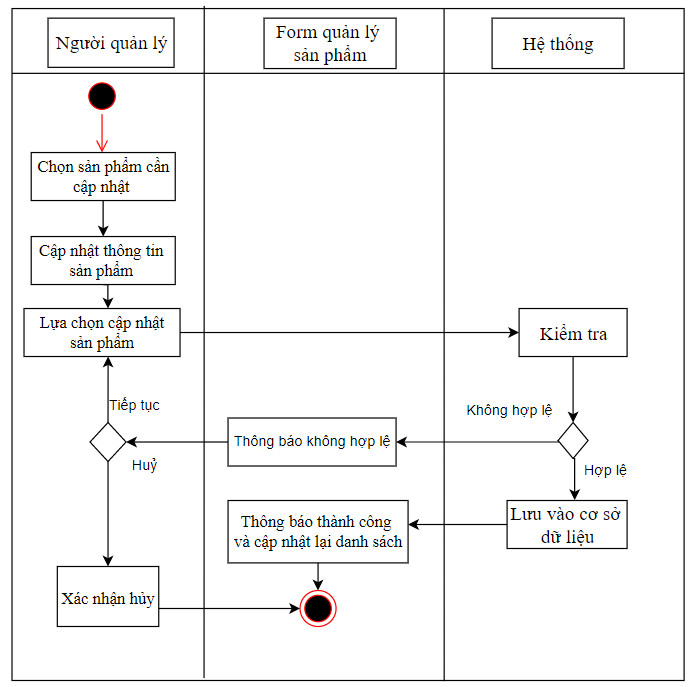 Người quản lý
Form quản lý
sản phẩm
Hệ thống
Chọn sản phẩm cần
cập nhật
Cập nhật thông tin
sản phẩm
Lựa chọn cập nhật
sản phẩm
Kiểm tra
Tiếp tục
Không hợp lệ
Thông báo không hợp lệ
Huỷ
Hợp lệ
Thông báo thành công
và cập nhật lại danh sách
Lưu vào cơ sở
dữ liệu
Xác nhận hủy